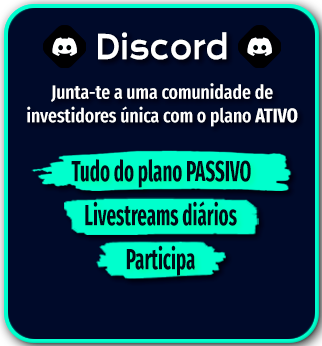 Discord
Junta-te a uma comunidade de
investidores única com o plano ATIVO
Tudo do plano PASSIVO
Livestreams diários
Participa